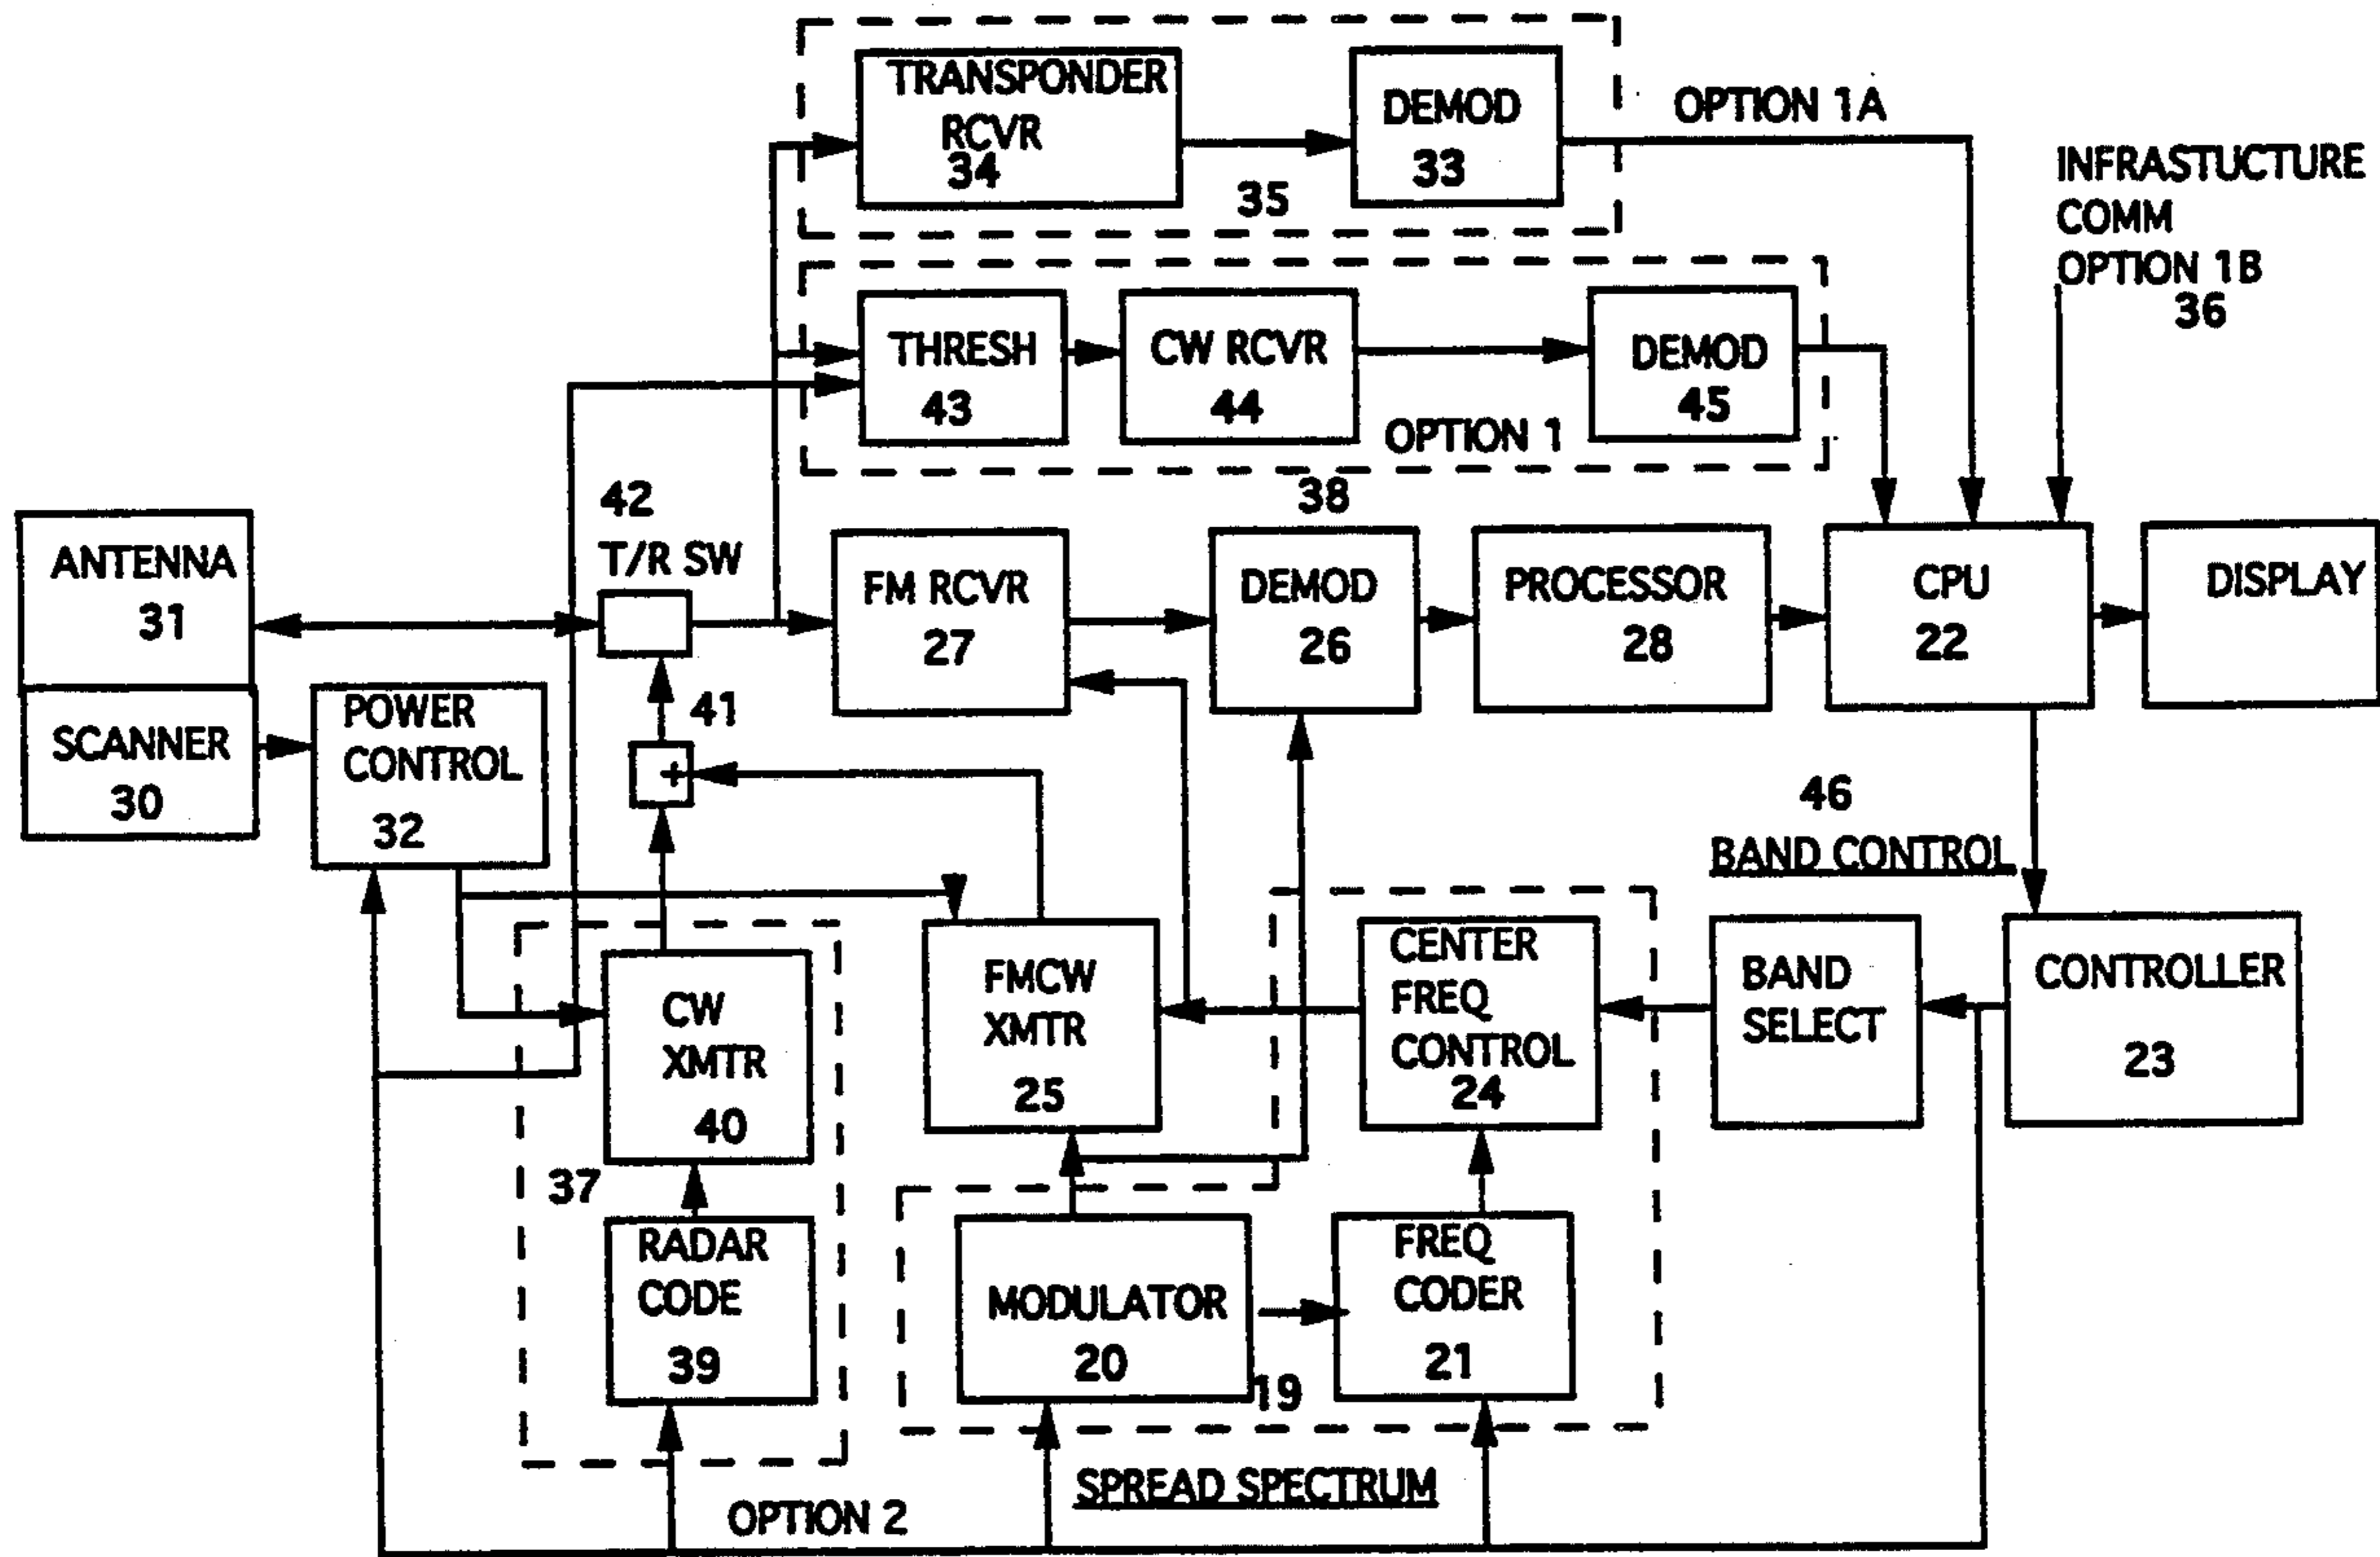 TRANSPONDER
RCVR
34
DEMOD
33
35
OPTION 1A
INFRASTUCTURE
COMM
OPTION 1B
36
THRESH
43
CW RCVR
44
DEMOD
45
OPTION 1
38
42
T/R SW
ANTENNA
31
FM RCVR
27
DEMOD
26
PROCESSOR
28
CPU
22
DISPLAY
SCANNER
30
POWER
CONTROL
32
41
+
46
BAND CONTROL
CW
XMTR
40
FMCW
XMTR
25
CENTER
FREQ
CONTROL
24
BAND
SELECT
CONTROLLER
23
37
RADAR
CODE
39
MODULATOR
20
19
FREQ
CODER
21
SPREAD SPECTRUM
OPTION 2